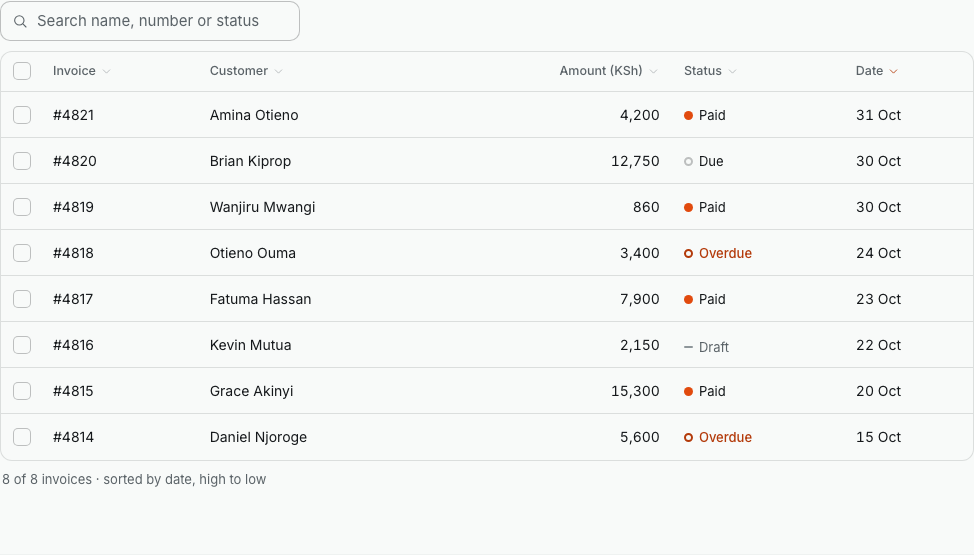 Search name, number or status
Invoice Customer Amount (KSh) Status Date
#4821 Amina Otieno 4,200 Paid 31 Oct
#4820 Brian Kiprop 12,750 Due 30 Oct
#4819 Wanjiru Mwangi 860 Paid 30 Oct
#4818 Otieno Ouma 3,400 Overdue 24 Oct
#4817 Fatuma Hassan 7,900 Paid 23 Oct
#4816 Kevin Mutua 2,150 Draft 22 Oct
#4815 Grace Akinyi 15,300 Paid 20 Oct
#4814 Daniel Njoroge 5,600 Overdue 15 Oct
8 of 8 invoices · sorted by date, high to low